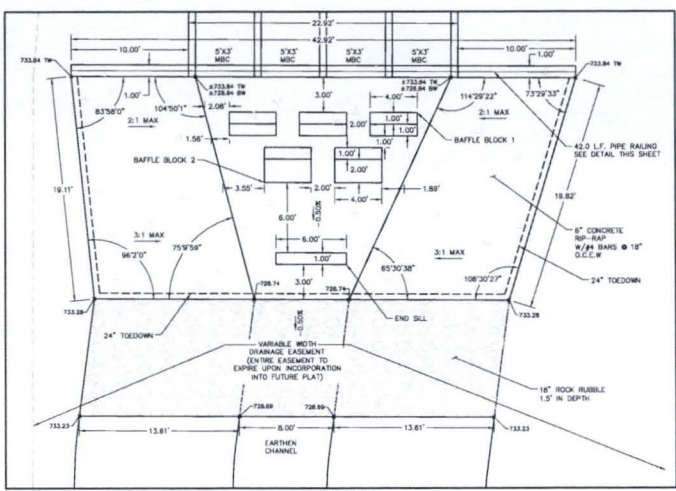 22.92'
42.92'
10.00'
5'X3'
MBC
5'X3'
MBC
5'X3'
MBC
5'X3'
MBC
10.00'
1.00'
733.84 TW
733.84 TW
±733.84 TW
±728.84 BW
±733.84 TW
±728.84 BW
1.00'
3.00'
4.00'
83°58'0"
104°50'1"
2.08'
114°29'22"
73°29'33"
2:1 MAX
2:1 MAX
1.00'
2.00'
1.00'
1.00'
1.56'
BAFFLE BLOCK 1
42.0 L.F. PIPE RAILING
SEE DETAIL THIS SHEET
BAFFLE BLOCK 2
1.00'
2.00'
19.11'
19.82'
3.55'
2.00'
4.00'
1.89'
6.00'
-0.50%
6" CONCRETE
RIP-RAP
W/#4 BARS @ 18"
O.C.E.W
3:1 MAX
3:1 MAX
6.00'
96°2'0"
75°9'59"
1.00'
3.00'
65°30'38"
108°30'27"
24" TOEDOWN
728.74
728.74
733.28
733.28
24" TOEDOWN
END SILL
-0.50%
VARIABLE WIDTH
DRAINAGE EASEMENT
(ENTIRE EASEMENT TO
EXPIRE UPON INCORPORATION
INTO FUTURE PLAT)
18" ROCK RUBBLE
1.5' IN DEPTH
728.69
728.69
733.23
733.23
13.61'
8.00'
13.61'
EARTHEN
CHANNEL